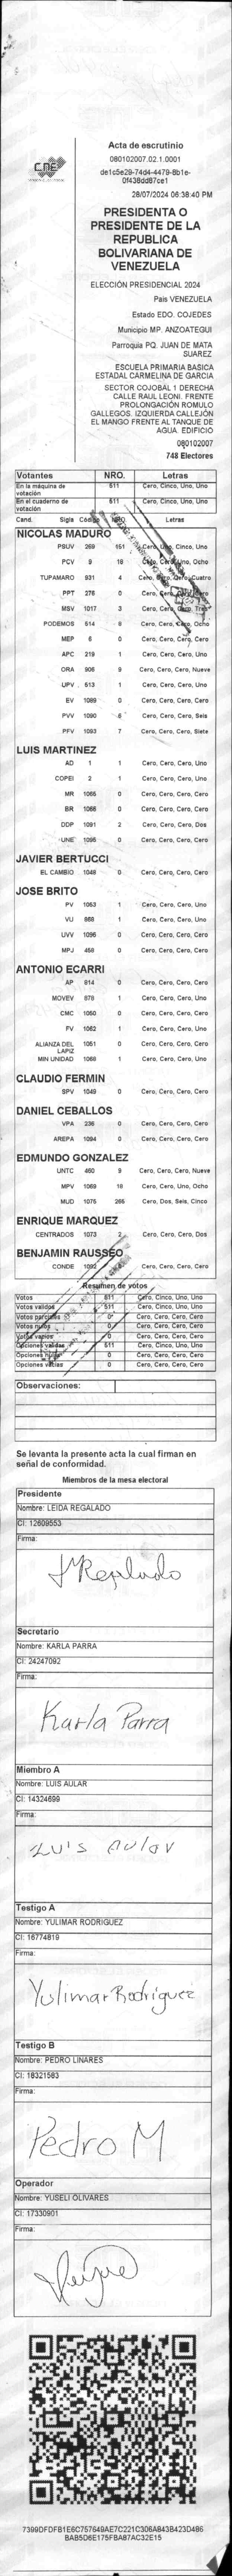 CNE
Acta de escrutinio
080102007.02.1.0001
de1c5e29-74d4-4479-8b1e-
0f438dd87ce1
28/07/2024 06:38:40 PM
PRESIDENTA O
PRESIDENTE DE LA
REPUBLICA
BOLIVARIANA DE
VENEZUELA
ELECCIÓN PRESIDENCIAL 2024
País VENEZUELA
Estado EDO. COJEDES
Municipio MP. ANZOATEGUI
Parroquia PQ. JUAN DE MATA
SUAREZ
ESCUELA PRIMARIA BASICA
ESTADAL CARMELINA DE GARCIA
SECTOR COJOBAL 1 DERECHA
CALLE RAUL LEONI. FRENTE
PROLONGACIÓN ROMULO
GALLEGOS. IZQUIERDA CALLEJÓN
EL MANGO FRENTE AL TANQUE DE
AGUA. EDIFICIO
080102007
748 Electores
Votantes NRO. Letras
En la máquina de votación 511 Cero, Cinco, Uno, Uno
En el cuaderno de votación 511 Cero, Cinco, Uno, Uno
Cand. Sigla Código NRO. Letras
NICOLAS MADURO
PSUV 269 151 Cero, Uno, Cinco, Uno
PCV 9 18 Cero, Cero, Uno, Ocho
TUPAMARO 931 4 Cero, Cero, Cero, Cuatro
PPT 276 0 Cero, Cero, Cero, Cero
MSV 1017 3 Cero, Cero, Cero, Tres
PODEMOS 514 8 Cero, Cero, Cero, Ocho
MEP 6 0 Cero, Cero, Cero, Cero
APC 219 1 Cero, Cero, Cero, Uno
ORA 906 9 Cero, Cero, Cero, Nueve
UPV 513 1 Cero, Cero, Cero, Uno
EV 1089 0 Cero, Cero, Cero, Cero
PVV 1090 6 Cero, Cero, Cero, Seis
PFV 1093 7 Cero, Cero, Cero, Siete
LUIS MARTINEZ
AD 1 1 Cero, Cero, Cero, Uno
COPEI 2 1 Cero, Cero, Cero, Uno
MR 1065 0 Cero, Cero, Cero, Cero
BR 1066 0 Cero, Cero, Cero, Cero
DDP 1091 2 Cero, Cero, Cero, Dos
UNE 1095 0 Cero, Cero, Cero, Cero
JAVIER BERTUCCI
EL CAMBIO 1048 0 Cero, Cero, Cero, Cero
JOSE BRITO
PV 1053 1 Cero, Cero, Cero, Uno
VU 868 1 Cero, Cero, Cero, Uno
UVV 1096 0 Cero, Cero, Cero, Cero
MPJ 458 0 Cero, Cero, Cero, Cero
ANTONIO ECARRI
AP 814 0 Cero, Cero, Cero, Cero
MOVEV 878 1 Cero, Cero, Cero, Uno
CMC 1050 0 Cero, Cero, Cero, Cero
FV 1062 1 Cero, Cero, Cero, Uno
ALIANZA DEL LAPIZ 1051 0 Cero, Cero, Cero, Cero
MIN UNIDAD 1068 1 Cero, Cero, Cero, Uno
CLAUDIO FERMIN
SPV 1049 0 Cero, Cero, Cero, Cero
DANIEL CEBALLOS
VPA 236 0 Cero, Cero, Cero, Cero
AREPA 1094 0 Cero, Cero, Cero, Cero
EDMUNDO GONZALEZ
UNTC 460 9 Cero, Cero, Cero, Nueve
MPV 1069 18 Cero, Cero, Uno, Ocho
MUD 1075 265 Cero, Dos, Seis, Cinco
ENRIQUE MARQUEZ
CENTRADOS 1073 2 Cero, Cero, Cero, Dos
BENJAMIN RAUSSEO
CONDE 1092 Cero, Cero, Cero, Cero
Resumen de votos
Votos 511 Cero, Cinco, Uno, Uno
Votos validos 511 Cero, Cinco, Uno, Uno
Votos parciales 0 Cero, Cero, Cero, Cero
Votos nulos 0 Cero, Cero, Cero, Cero
Votos vacios 0 Cero, Cero, Cero, Cero
Opciones validas 511 Cero, Cinco, Uno, Uno
Opciones nulas 0 Cero, Cero, Cero, Cero
Opciones vacias 0 Cero, Cero, Cero, Cero
Observaciones:
Se levanta la presente acta la cual firman en
señal de conformidad.
Miembros de la mesa electoral
Presidente
Nombre: LEIDA REGALADO
CI: 12609553
Firma:
Secretario
Nombre: KARLA PARRA
CI: 24247092
Firma:
Karla Parra
Miembro A
Nombre: LUIS AULAR
CI: 14324699
Firma:
Luis Aular
Testigo A
Nombre: YULIMAR RODRIGUEZ
CI: 16774819
Firma:
Yulimar Rodriguez
Testigo B
Nombre: PEDRO LINARES
CI: 18321583
Firma:
Pedro M
Operador
Nombre: YUSELI OLIVARES
CI: 17330901
Firma:
7399DFDFB1E6C757649AE7C221C306A843B423D486
BAB5D6E175FBA87AC32E15